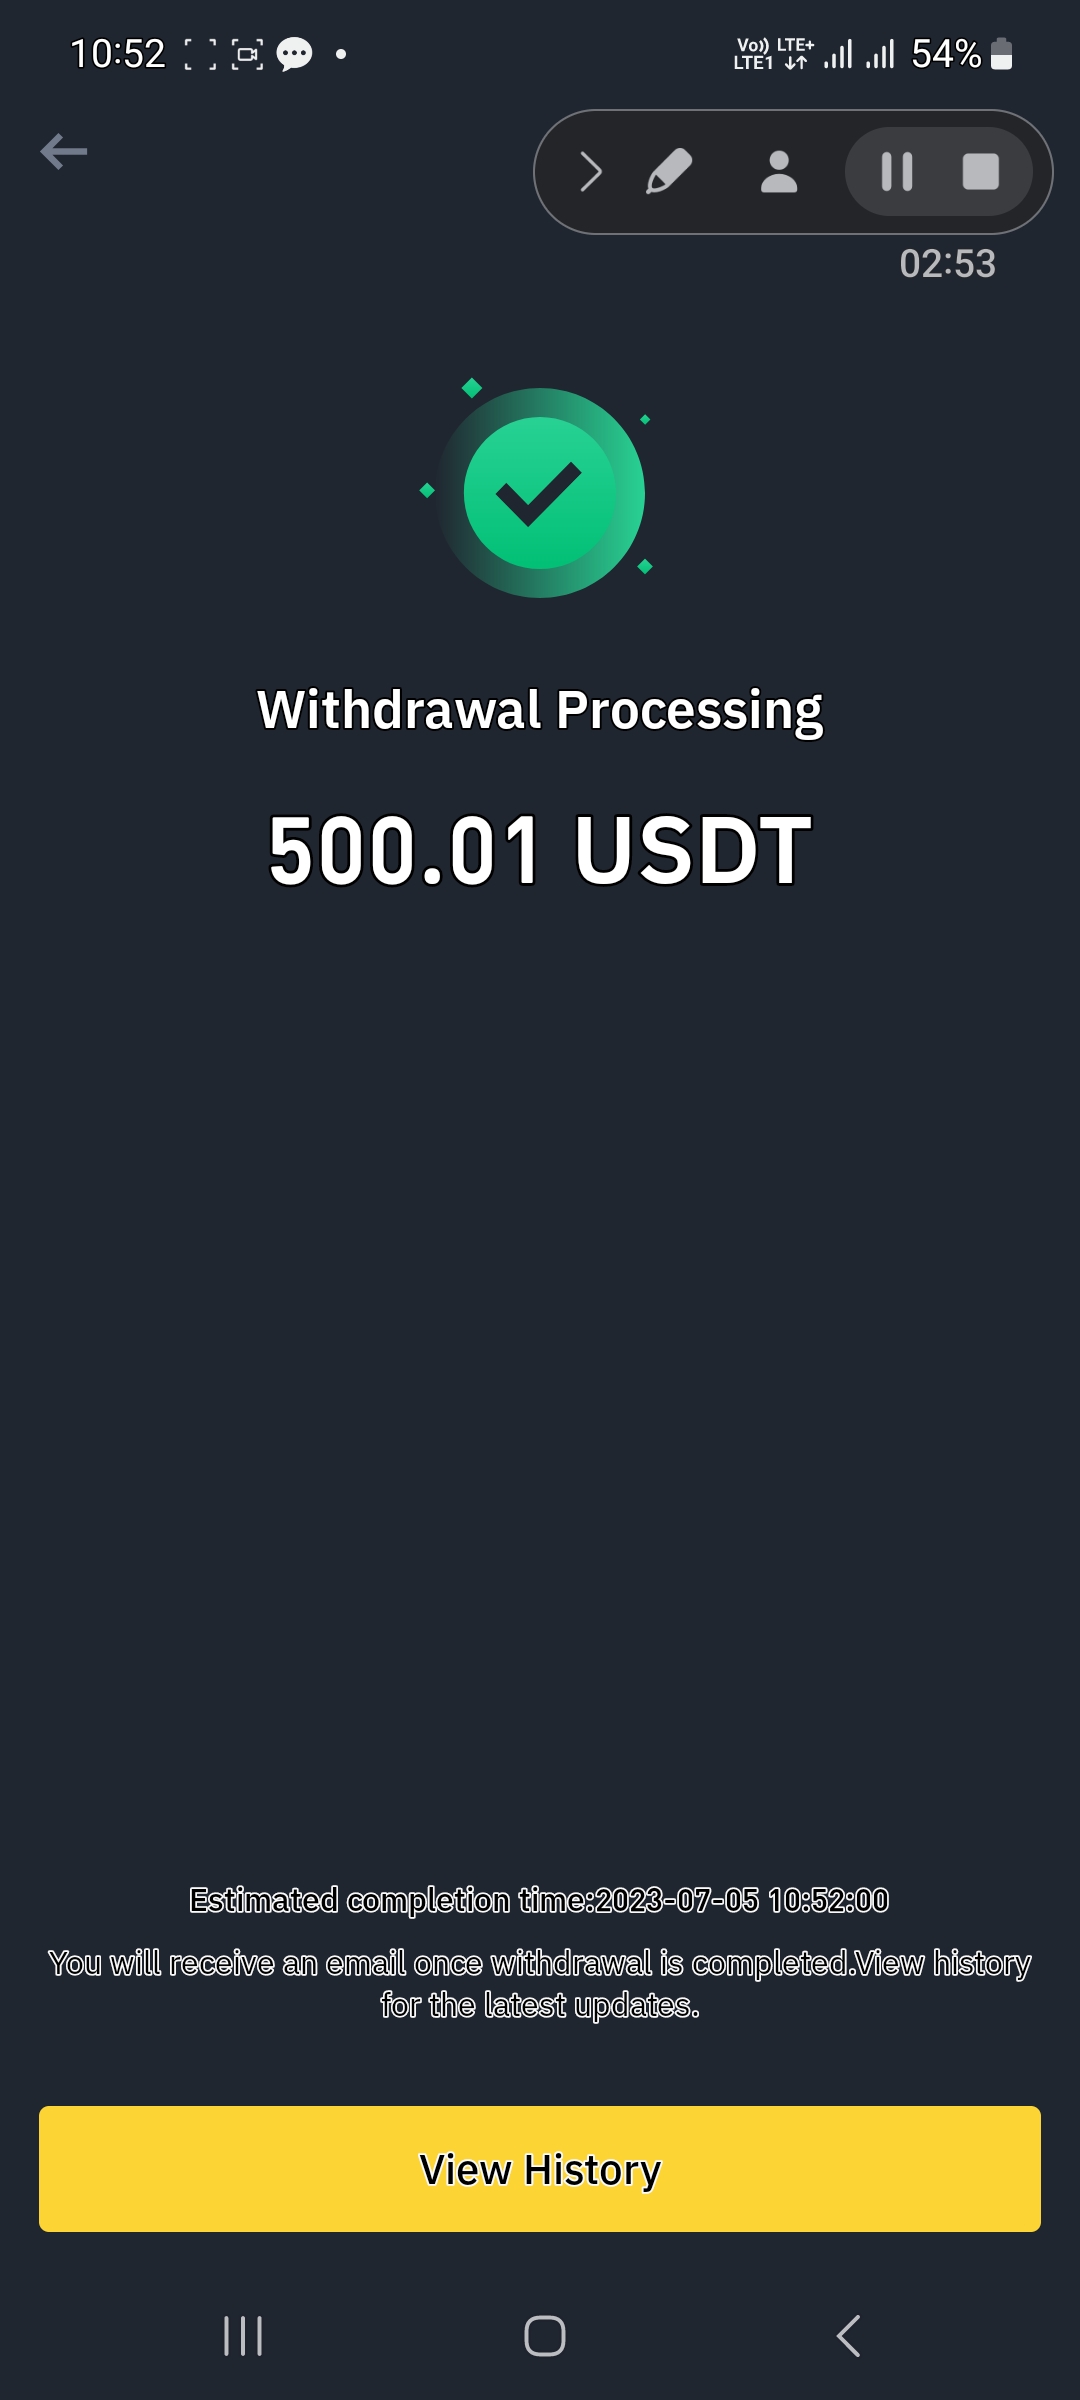 10:52
Vo)) LTE+
LTE1
54%
02:53
Withdrawal Processing
500.01 USDT
Estimated completion time:2023-07-05 10:52:00
You will receive an email once withdrawal is completed.View history
for the latest updates.
View History